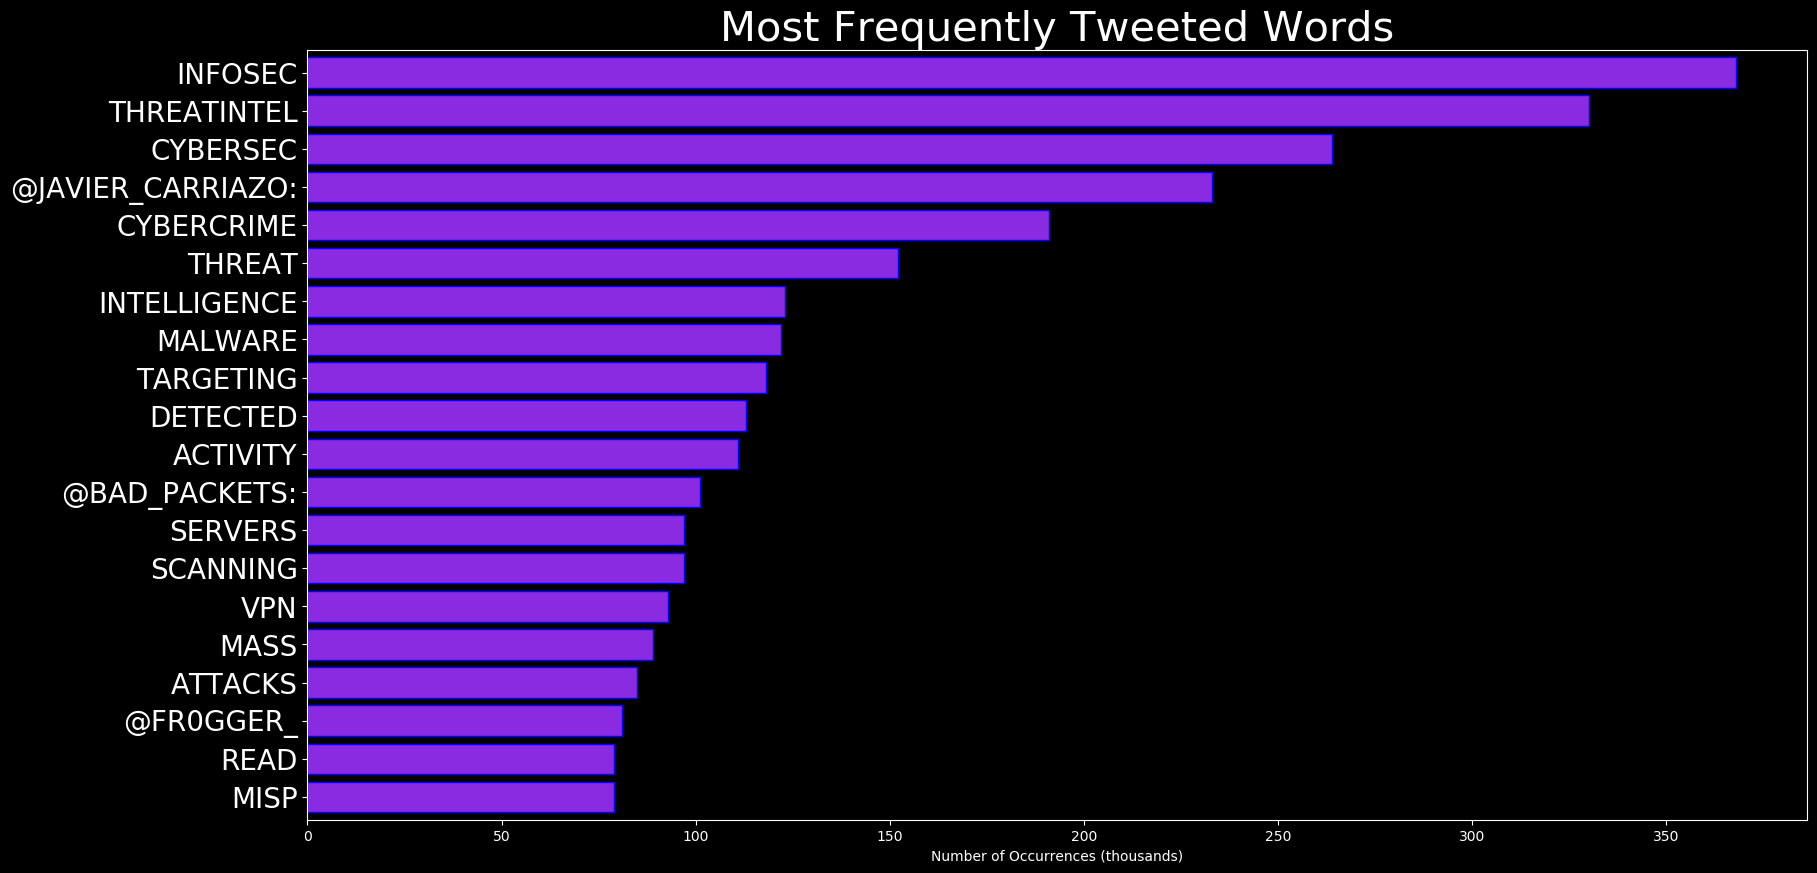 Most Frequently Tweeted Words
INFOSEC
THREATINTEL
CYBERSEC
@JAVIER_CARRIAZO:
CYBERCRIME
THREAT
INTELLIGENCE
MALWARE
TARGETING
DETECTED
ACTIVITY
@BAD_PACKETS:
SERVERS
SCANNING
VPN
MASS
ATTACKS
@FR0GGER_
READ
MISP
0 50 100 150 200 250 300 350
Number of Occurrences (thousands)